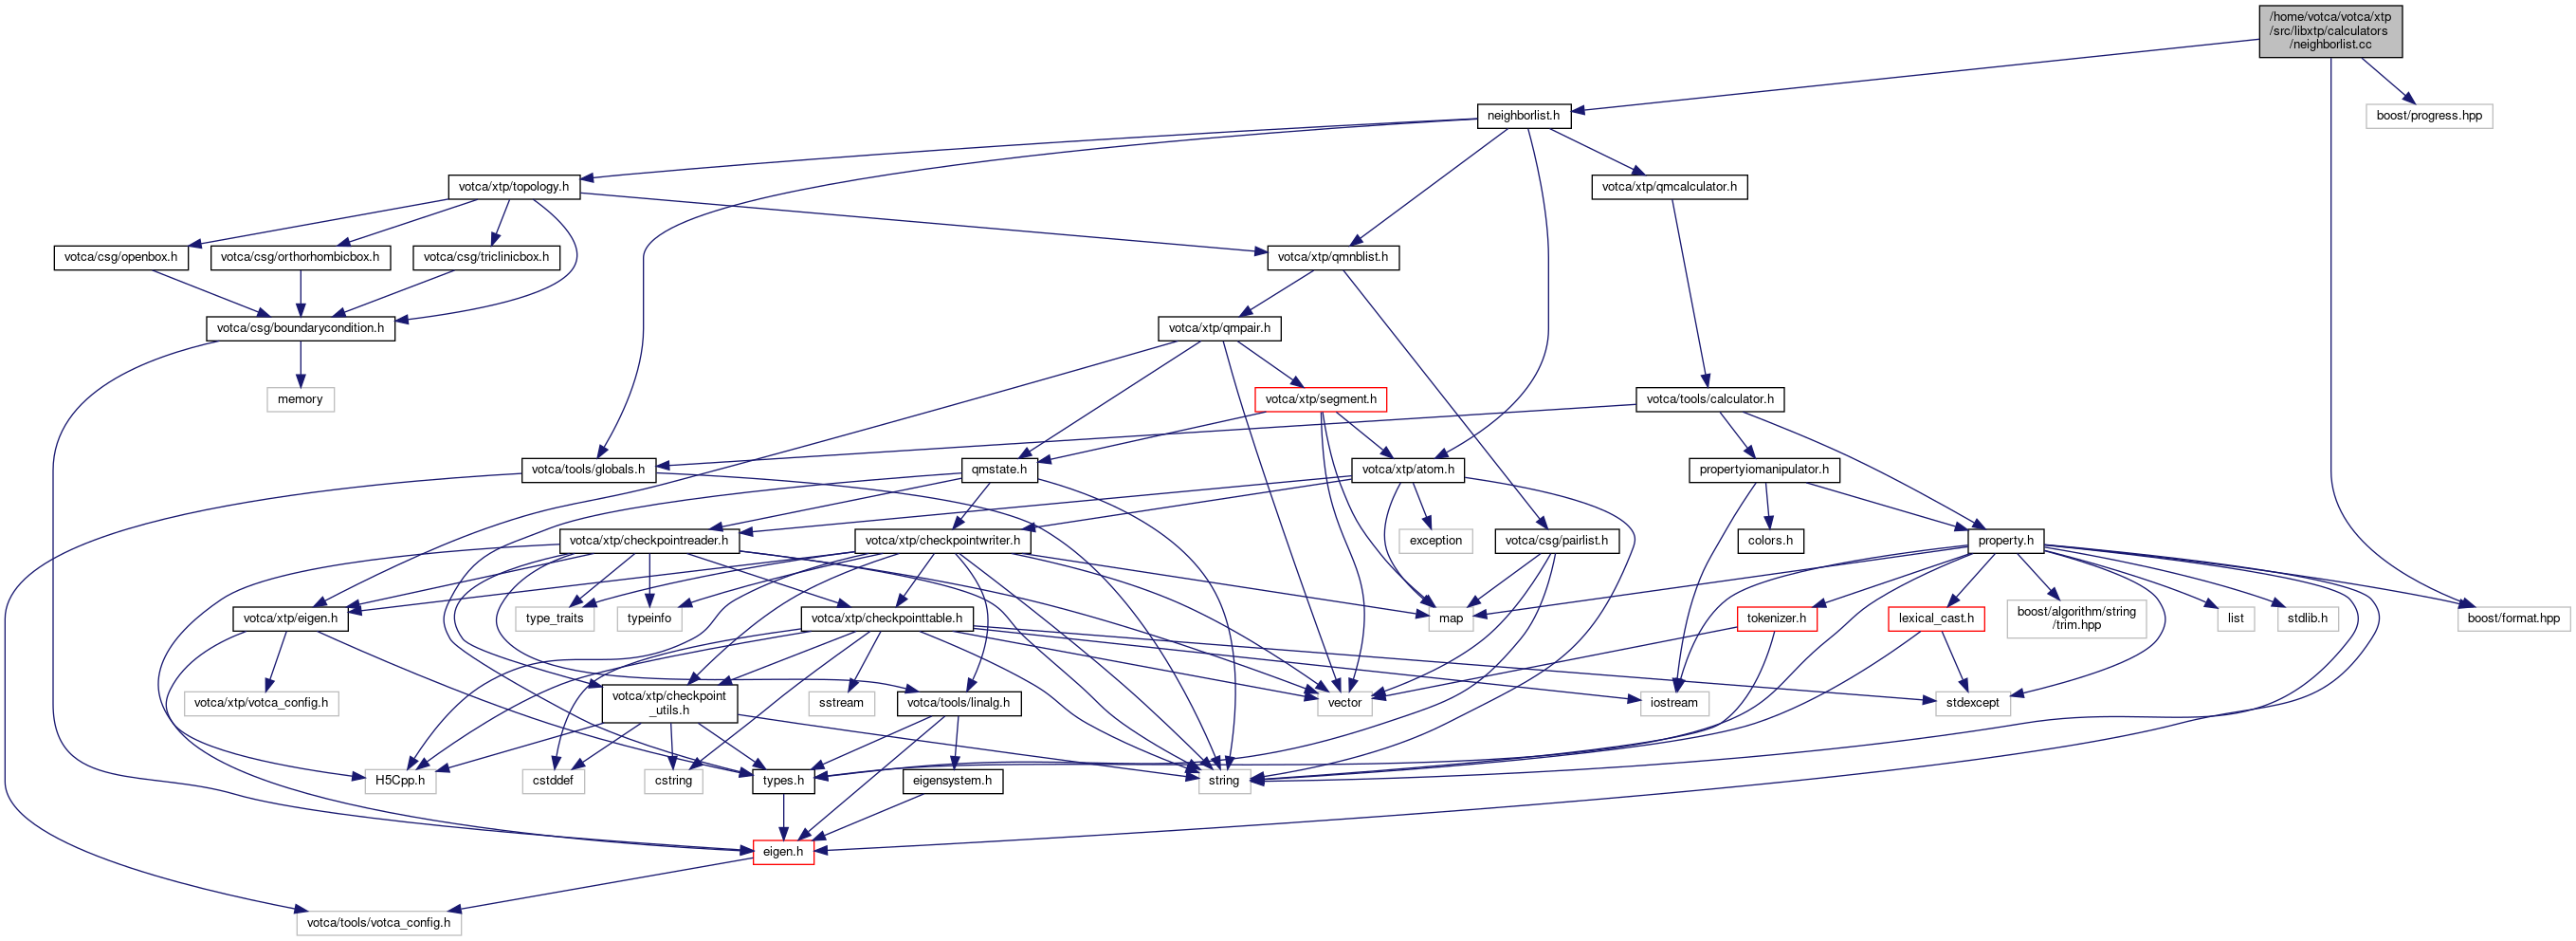 /home/votca/votca/xtp
/src/libxtp/calculators
/neighborlist.cc
neighborlist.h
boost/progress.hpp
votca/xtp/topology.h
votca/xtp/qmcalculator.h
votca/csg/openbox.h
votca/csg/orthorhombicbox.h
votca/csg/triclinicbox.h
votca/xtp/qmnblist.h
votca/csg/boundarycondition.h
votca/xtp/qmpair.h
memory
votca/xtp/segment.h
votca/tools/calculator.h
votca/tools/globals.h
qmstate.h
votca/xtp/atom.h
propertyiomanipulator.h
votca/xtp/checkpointreader.h
votca/xtp/checkpointwriter.h
exception
votca/csg/pairlist.h
colors.h
property.h
votca/xtp/eigen.h
type_traits
typeinfo
votca/xtp/checkpointtable.h
map
tokenizer.h
lexical_cast.h
boost/algorithm/string
/trim.hpp
list
stdlib.h
boost/format.hpp
votca/xtp/votca_config.h
votca/xtp/checkpoint
_utils.h
sstream
votca/tools/linalg.h
vector
iostream
stdexcept
H5Cpp.h
cstddef
cstring
types.h
eigensystem.h
string
eigen.h
votca/tools/votca_config.h